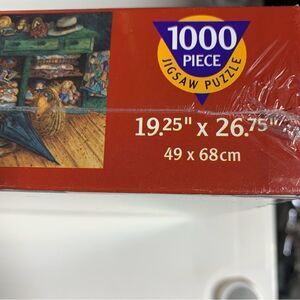 1000
PIECE
JIGSAW PUZZLE
19.25" x 26.75"
49 x 68cm